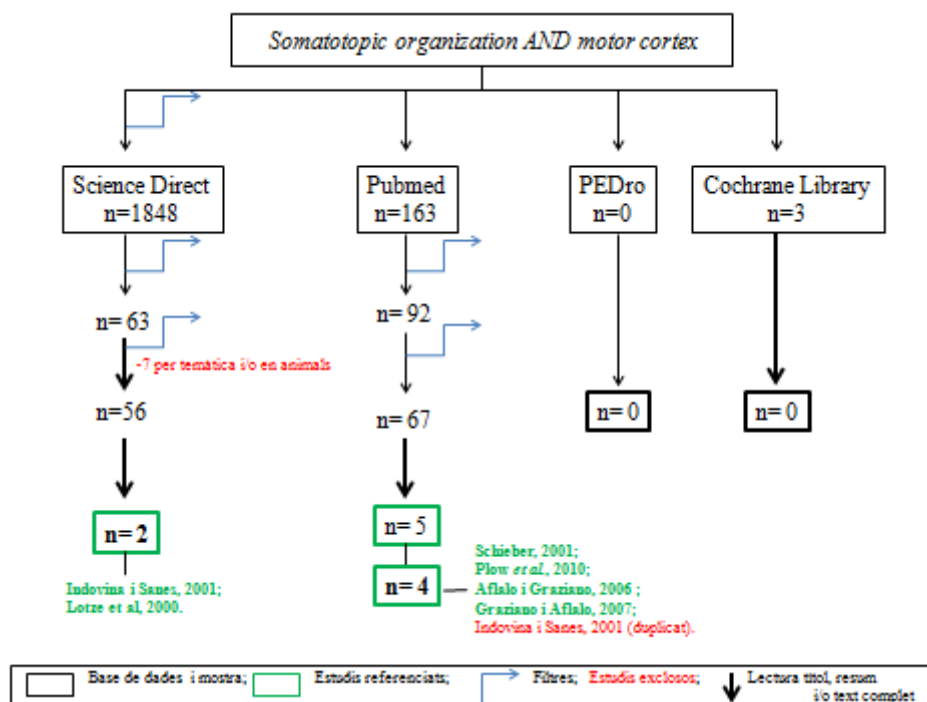 Somatotopic organization AND motor cortex
Science Direct
n=1848
Pubmed
n=163
PEDro
n=0
Cochrane Library
n=3
n= 63
n= 92
-7 per temàtica i/o en animals
n=56
n= 67
n= 0
n= 0
n= 2
n= 5
n= 4
Indovina i Sanes, 2001;
Lotze et al, 2000.
Schieber, 2001;
Plow et al., 2010;
Aflalo i Graziano, 2006 ;
Graziano i Aflalo, 2007;
Indovina i Sanes, 2001 (duplicat).
Base de dades i mostra; Estudis referenciats; Filtres; Estudis exclosos; Lectura títol, resum
i/o text complet